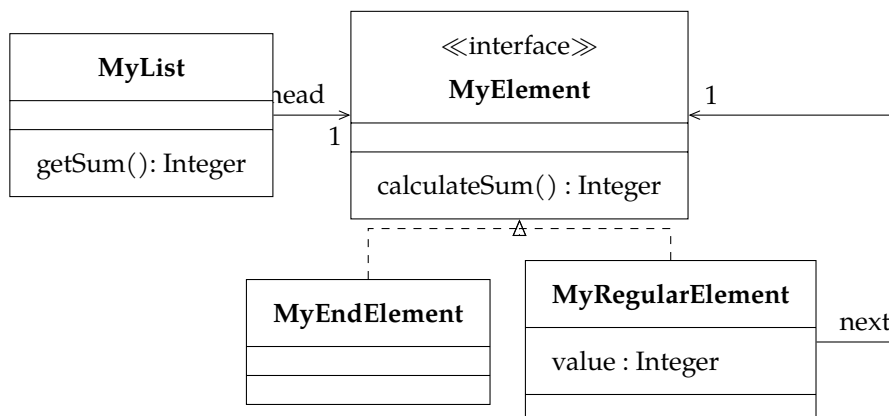 MyList
getSum(): Integer
head
1
≪interface≫
MyElement
calculateSum() : Integer
1
MyEndElement
MyRegularElement
value : Integer
next